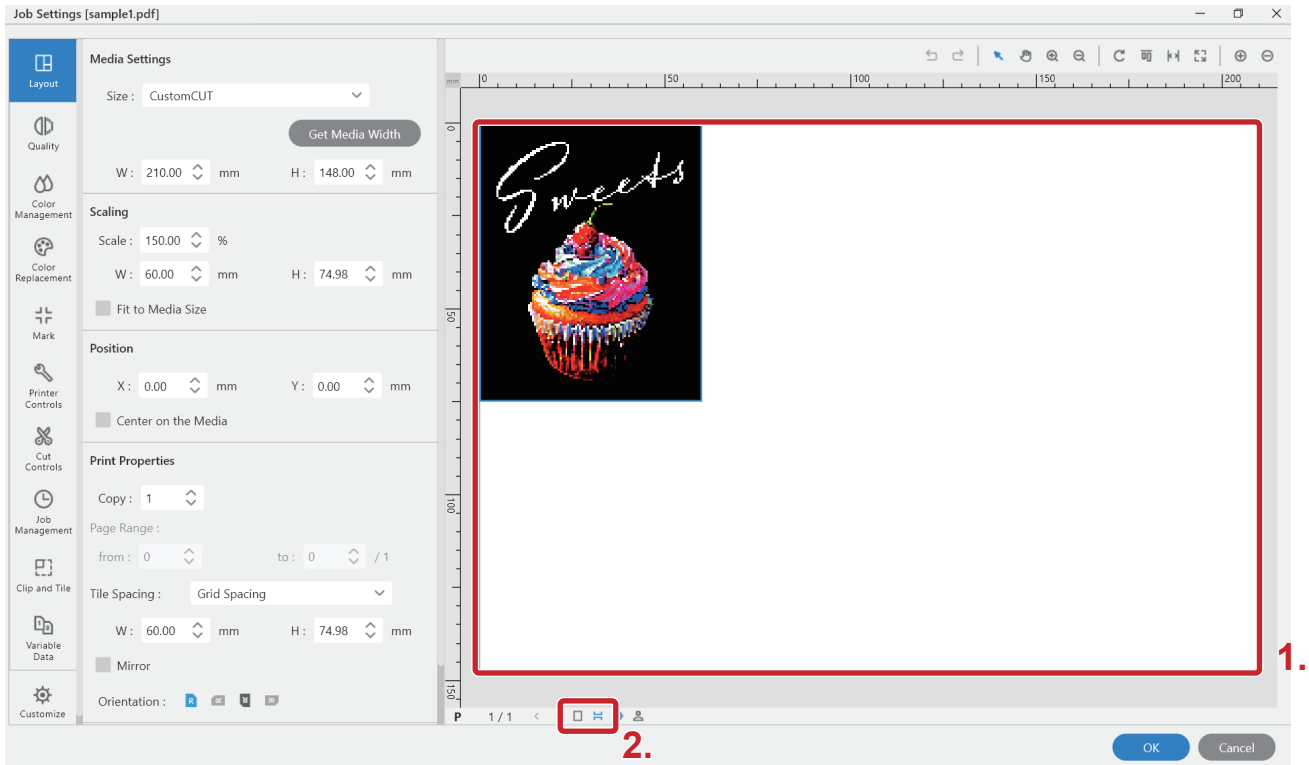 Job Settings [sample1.pdf]
Layout
Quality
Color
Management
Color
Replacement
Mark
Printer
Controls
Cut
Controls
Job
Management
Clip and Tile
Variable
Data
Customize
Media Settings
Size : CustomCUT
Get Media Width
W : 210.00 mm H : 148.00 mm
Scaling
Scale : 150.00 %
W : 60.00 mm H : 74.98 mm
Fit to Media Size
Position
X : 0.00 mm Y : 0.00 mm
Center on the Media
Print Properties
Copy : 1
Page Range :
from : 0 to : 0 / 1
Tile Spacing : Grid Spacing
W : 60.00 mm H : 74.98 mm
Mirror
Orientation : R R R R
mm 0 50 100 150 200
0
50
100
150
Sweets
1.
P 1 / 1 <
2.
OK Cancel